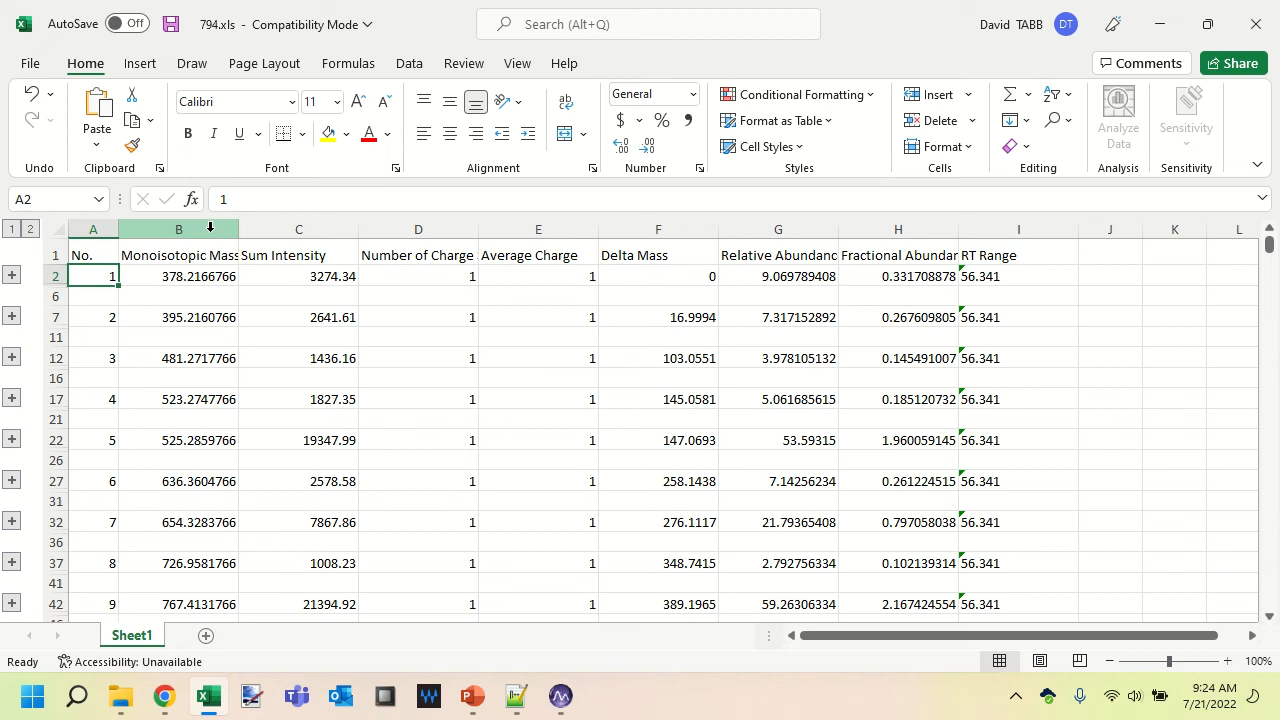 AutoSave Off 794.xls - Compatibility Mode Search (Alt+Q) David TABB DT
File Home Insert Draw Page Layout Formulas Data Review View Help Comments Share
Calibri 11 General Conditional Formatting Insert
Paste Format as Table Delete Analyze Data Sensitivity
B I U A $ % Cell Styles Format
Undo Clipboard Font Alignment Number Styles Cells Editing Analysis Sensitivity
A2 fx 1
1 2 A B C D E F G H I J K L
1 No. Monoisotopic Mass Sum Intensity Number of Charge Average Charge Delta Mass Relative Abundanc Fractional Abundar RT Range
2 1 378.2166766 3274.34 1 1 0 9.069789408 0.331708878 56.341
6
7 2 395.2160766 2641.61 1 1 16.9994 7.317152892 0.267609805 56.341
11
12 3 481.2717766 1436.16 1 1 103.0551 3.978105132 0.145491007 56.341
16
17 4 523.2747766 1827.35 1 1 145.0581 5.061685615 0.185120732 56.341
21
22 5 525.2859766 19347.99 1 1 147.0693 53.59315 1.960059145 56.341
26
27 6 636.3604766 2578.58 1 1 258.1438 7.14256234 0.261224515 56.341
31
32 7 654.3283766 7867.86 1 1 276.1117 21.79365408 0.797058038 56.341
36
37 8 726.9581766 1008.23 1 1 348.7415 2.792756334 0.102139314 56.341
41
42 9 767.4131766 21394.92 1 1 389.1965 59.26306334 2.167424554 56.341
Sheet1
Ready Accessibility: Unavailable 100%
9:24 AM
7/21/2022